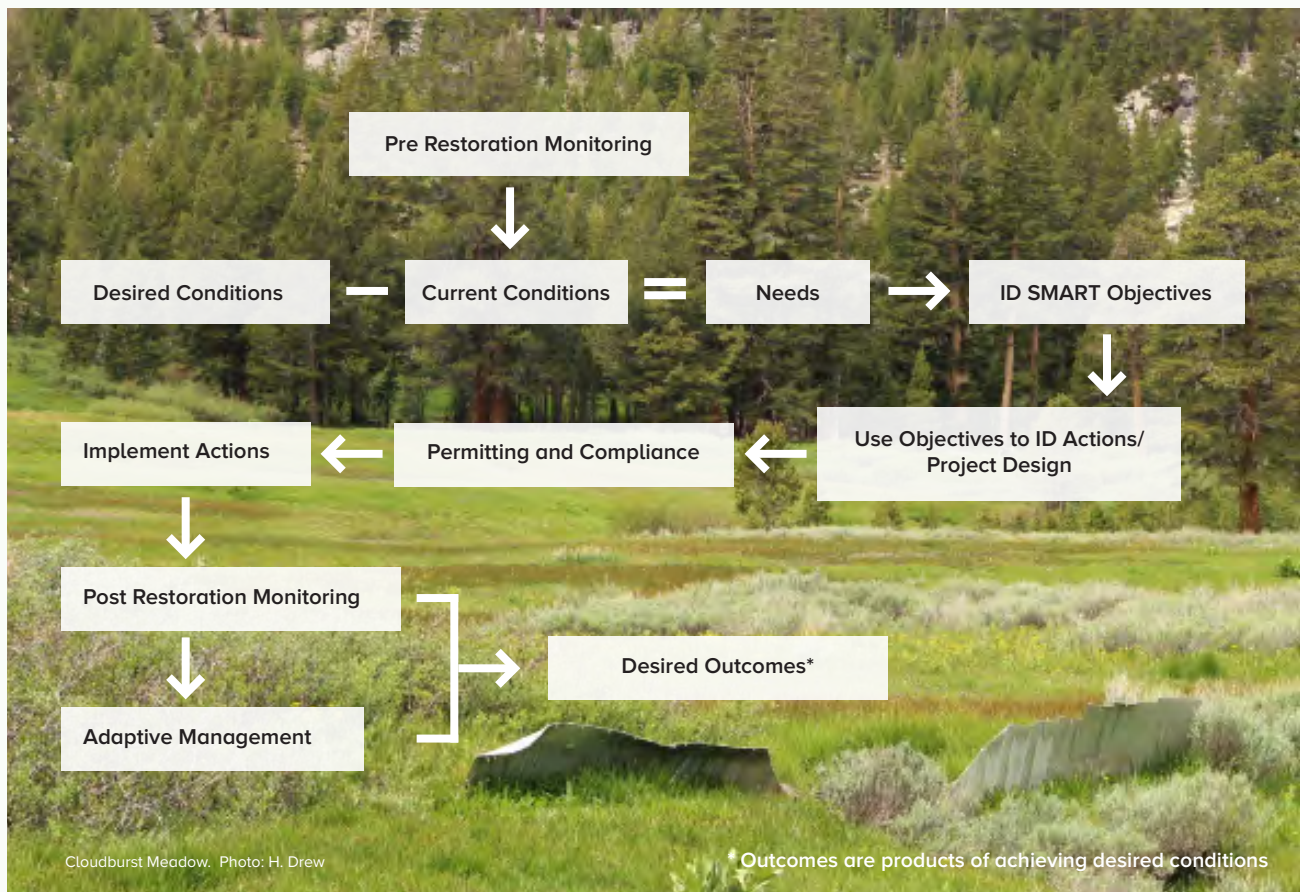 Pre Restoration Monitoring
Desired Conditions
Current Conditions
Needs
ID SMART Objectives
Use Objectives to ID Actions/
Project Design
Permitting and Compliance
Implement Actions
Post Restoration Monitoring
Desired Outcomes*
Adaptive Management
Cloudburst Meadow. Photo: H. Drew
* Outcomes are products of achieving desired conditions